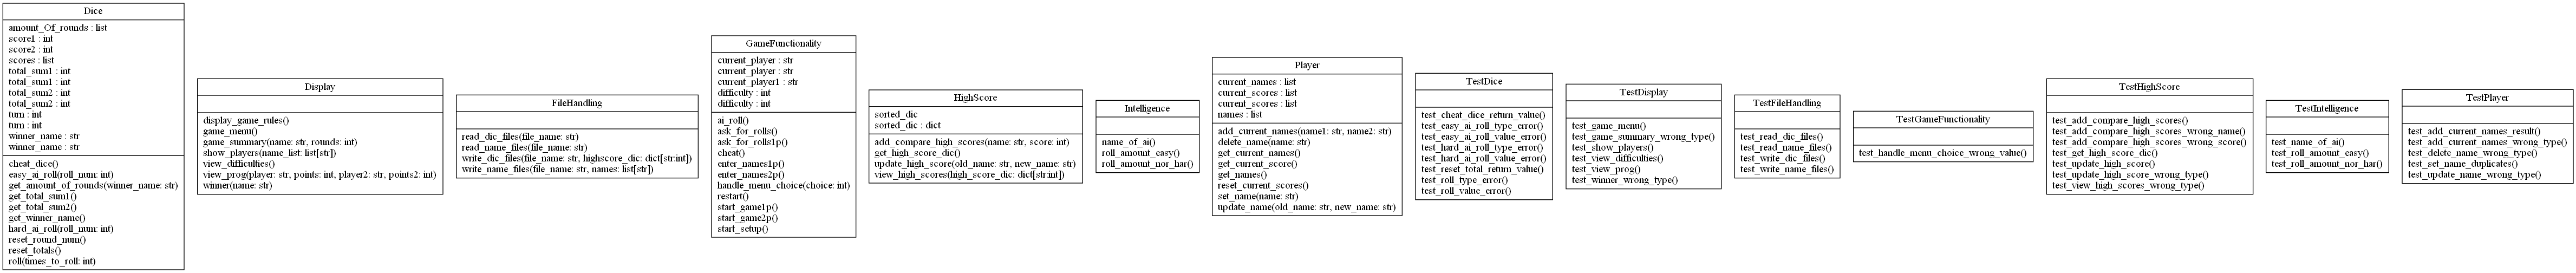 Dice
amount_Of_rounds : list
score1 : int
score2 : int
scores : list
total_sum1 : int
total_sum1 : int
total_sum2 : int
total_sum2 : int
turn : int
turn : int
winner_name : str
winner_name : str
cheat_dice()
easy_ai_roll(roll_num: int)
get_amount_of_rounds(winner_name: str)
get_total_sum1()
get_total_sum2()
get_winner_name()
hard_ai_roll(roll_num: int)
reset_round_num()
reset_totals()
roll(times_to_roll: int)
Display
display_game_rules()
game_menu()
game_summary(name: str, rounds: int)
show_players(name_list: list[str])
view_difficulties()
view_prog(player: str, points: int, player2: str, points2: int)
winner(name: str)
FileHandling
read_dic_files(file_name: str)
read_name_files(file_name: str)
write_dic_files(file_name: str, highscore_dic: dict[str:int])
write_name_files(file_name: str, names: list[str])
GameFunctionality
current_player : str
current_player : str
current_player1 : str
difficulty : int
difficulty : int
ai_roll()
ask_for_rolls()
ask_for_rolls1p()
cheat()
enter_names1p()
enter_names2p()
handle_menu_choice(choice: int)
restart()
start_game1p()
start_game2p()
start_setup()
HighScore
sorted_dic
sorted_dic : dict
add_compare_high_scores(name: str, score: int)
get_high_score_dic()
update_high_score(old_name: str, new_name: str)
view_high_scores(high_score_dic: dict[str:int])
Intelligence
name_of_ai()
roll_amount_easy()
roll_amount_nor_har()
Player
current_names : list
current_scores : list
current_scores : list
names : list
add_current_names(name1: str, name2: str)
delete_name(name: str)
get_current_names()
get_current_score()
get_names()
reset_current_scores()
set_name(name: str)
update_name(old_name: str, new_name: str)
TestDice
test_cheat_dice_return_value()
test_easy_ai_roll_type_error()
test_easy_ai_roll_value_error()
test_hard_ai_roll_type_error()
test_hard_ai_roll_value_error()
test_reset_total_return_value()
test_roll_type_error()
test_roll_value_error()
TestDisplay
test_game_menu()
test_game_summary_wrong_type()
test_show_players()
test_view_difficulties()
test_view_prog()
test_winner_wrong_type()
TestFileHandling
test_read_dic_files()
test_read_name_files()
test_write_dic_files()
test_write_name_files()
TestGameFunctionality
test_handle_menu_choice_wrong_value()
TestHighScore
test_add_compare_high_scores()
test_add_compare_high_scores_wrong_name()
test_add_compare_high_scores_wrong_score()
test_get_high_score_dic()
test_update_high_score()
test_update_high_score_wrong_type()
test_view_high_scores_wrong_type()
TestIntelligence
test_name_of_ai()
test_roll_amount_easy()
test_roll_amount_nor_har()
TestPlayer
test_add_current_names_result()
test_add_current_names_wrong_type()
test_delete_name_wrong_type()
test_set_name_duplicates()
test_update_name_wrong_type()